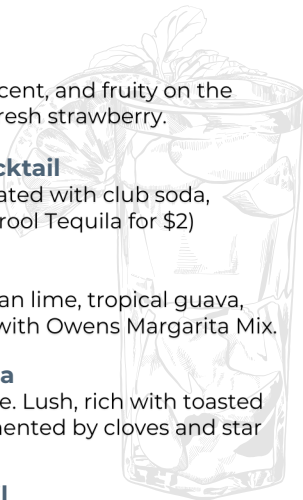 cent, and fruity on the
resh strawberry.
cktail
ated with club soda,
rool Tequila for $2)
an lime, tropical guava,
with Owens Margarita Mix.
a
e. Lush, rich with toasted
nented by cloves and star
l